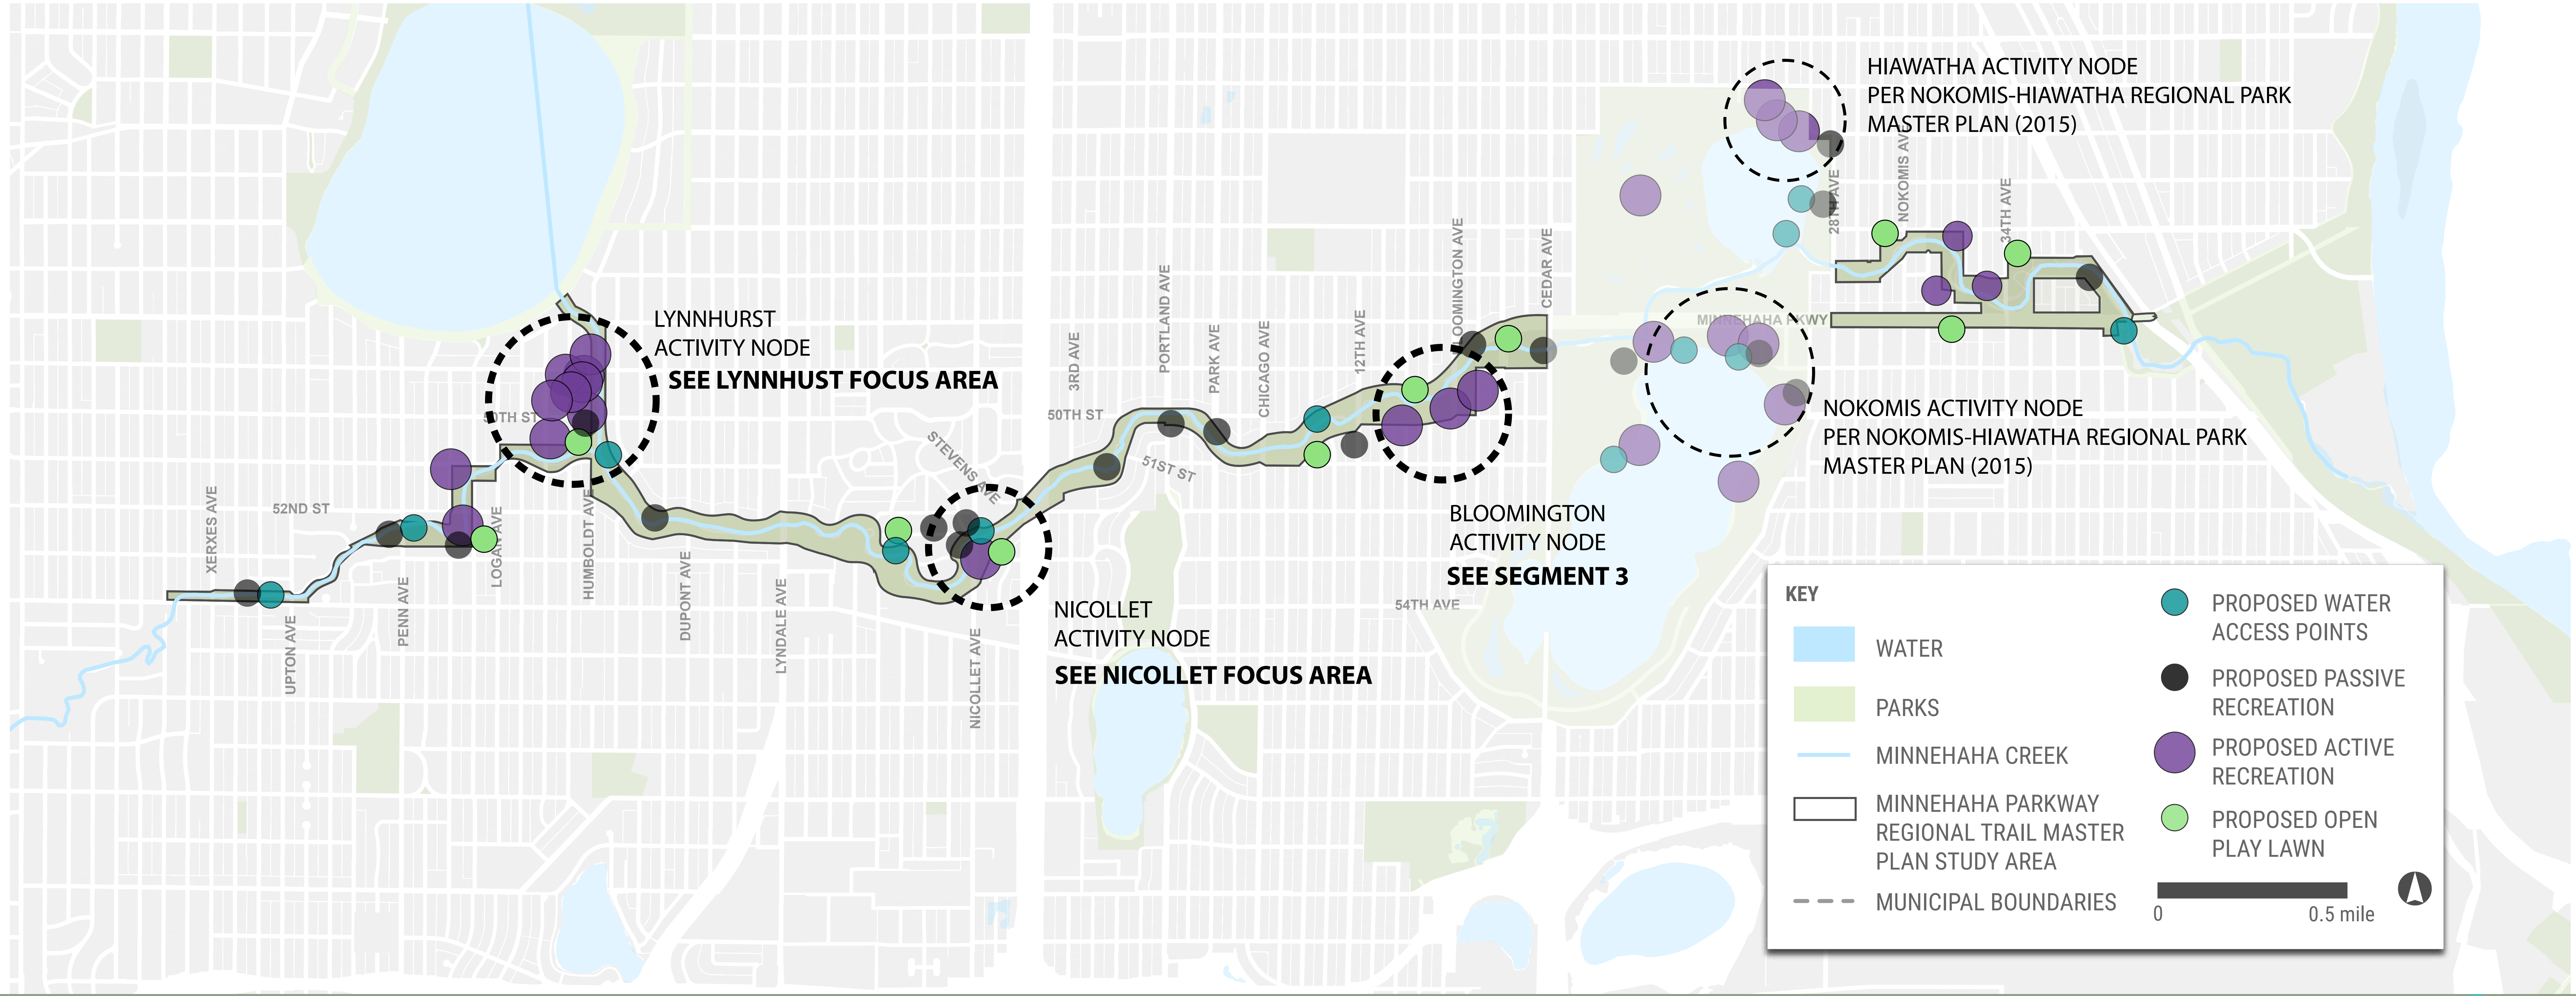 HIAWATHA ACTIVITY NODE
PER NOKOMIS-HIAWATHA REGIONAL PARK
MASTER PLAN (2015)
NOKOMIS AVE
28TH AVE
34TH AVE
MINNEHAHA PKWY
LYNNHURST
ACTIVITY NODE
SEE LYNNHUST FOCUS AREA
50TH ST
3RD AVE
PORTLAND AVE
PARK AVE
CHICAGO AVE
12TH AVE
BLOOMINGTON AVE
CEDAR AVE
50TH ST
51ST ST
STEVENS AVE
NOKOMIS ACTIVITY NODE
PER NOKOMIS-HIAWATHA REGIONAL PARK
MASTER PLAN (2015)
XERXES AVE
52ND ST
UPTON AVE
PENN AVE
LOGAN AVE
HUMBOLDT AVE
DUPONT AVE
LYNDALE AVE
NICOLLET AVE
BLOOMINGTON
ACTIVITY NODE
SEE SEGMENT 3
54TH AVE
NICOLLET
ACTIVITY NODE
SEE NICOLLET FOCUS AREA
KEY
WATER
PARKS
MINNEHAHA CREEK
MINNEHAHA PARKWAY
REGIONAL TRAIL MASTER
PLAN STUDY AREA
MUNICIPAL BOUNDARIES
PROPOSED WATER
ACCESS POINTS
PROPOSED PASSIVE
RECREATION
PROPOSED ACTIVE
RECREATION
PROPOSED OPEN
PLAY LAWN
0 0.5 mile